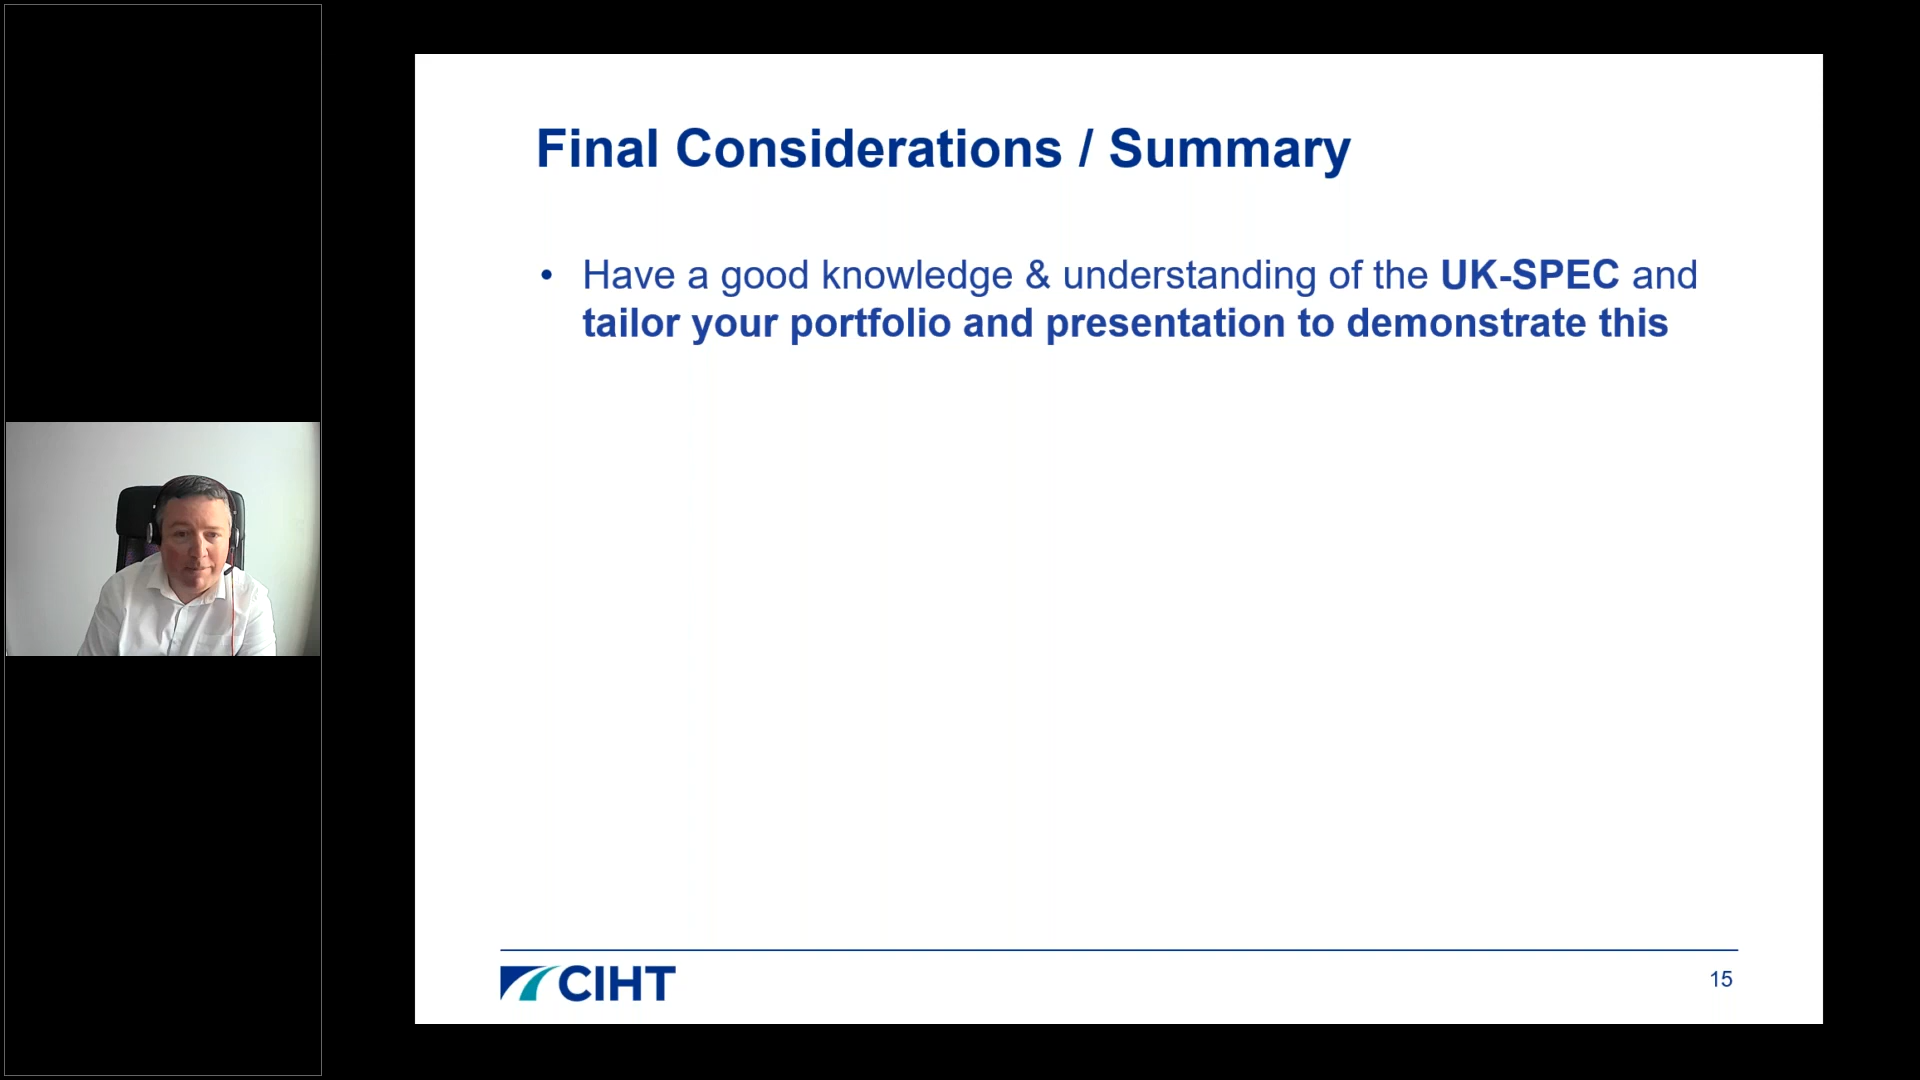 Final Considerations / Summary
• Have a good knowledge & understanding of the UK-SPEC and
tailor your portfolio and presentation to demonstrate this
CIHT
15